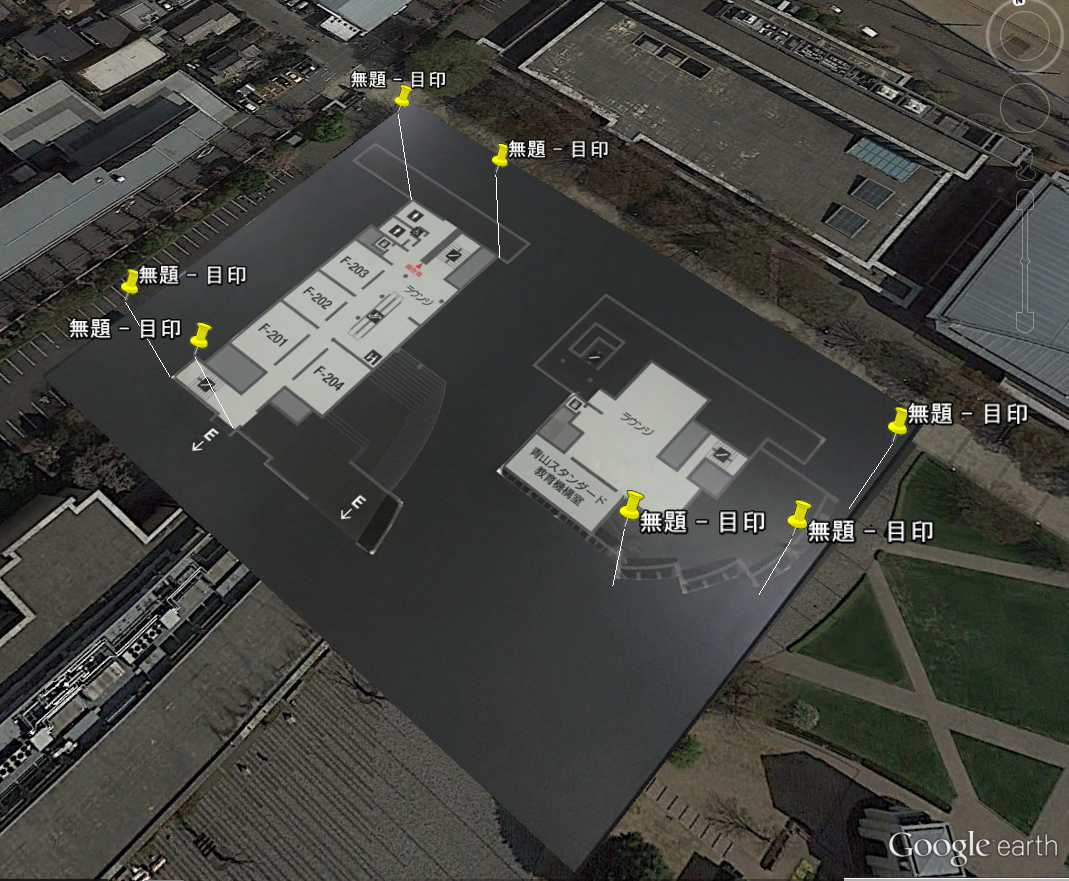 無題 - 目印
無題 - 目印
無題 - 目印
無題 - 目印
F-203
ラウンジ
F-202
F-201
F-204
E
E
無題 - 目印
ラウンジ
青山スタンダード
教育機構室
無題 - 目印
無題 - 目印
Google earth